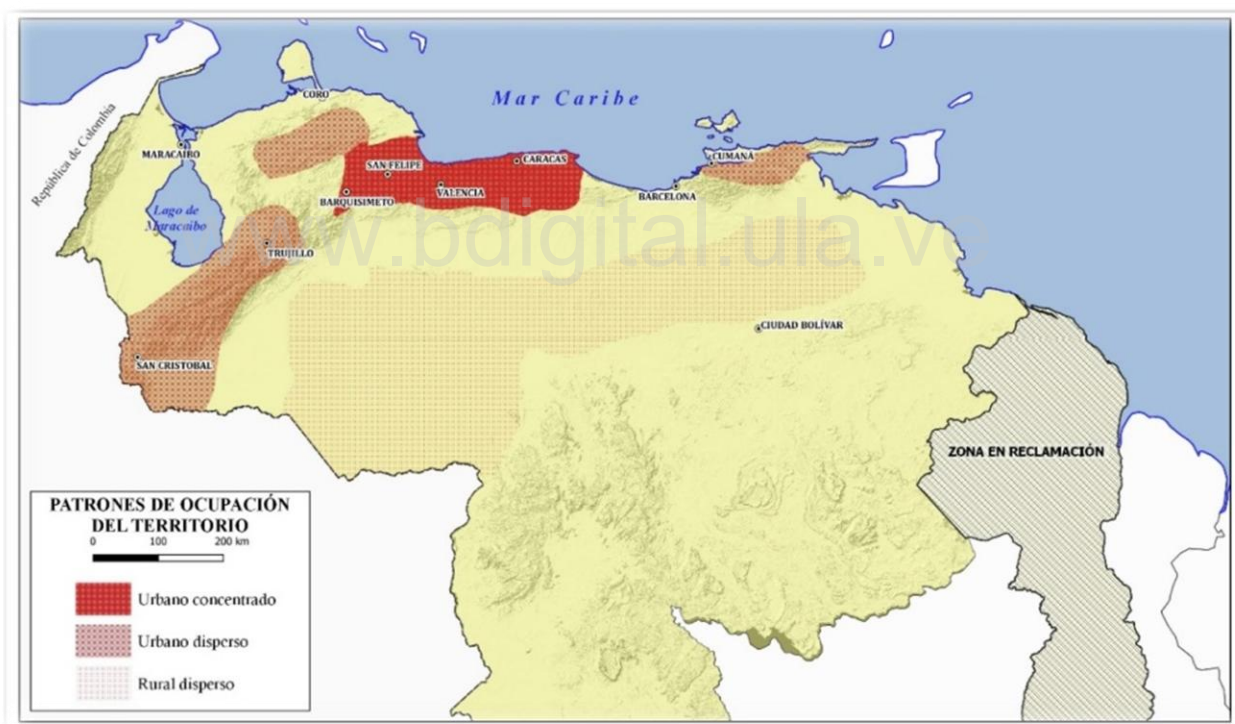 Mar Caribe
República de Colombia
CORO
MARACAIBO
SAN FELIPE
CARACAS
CUMANÁ
BARQUISIMETO
VALENCIA
BARCELONA
Lago de
Maracaibo
www.bdigital.ula.ve
TRUJILLO
CIUDAD BOLÍVAR
SAN CRISTOBAL
ZONA EN RECLAMACIÓN
PATRONES DE OCUPACIÓN
DEL TERRITORIO
0 100 200 km
Urbano concentrado
Urbano disperso
Rural disperso